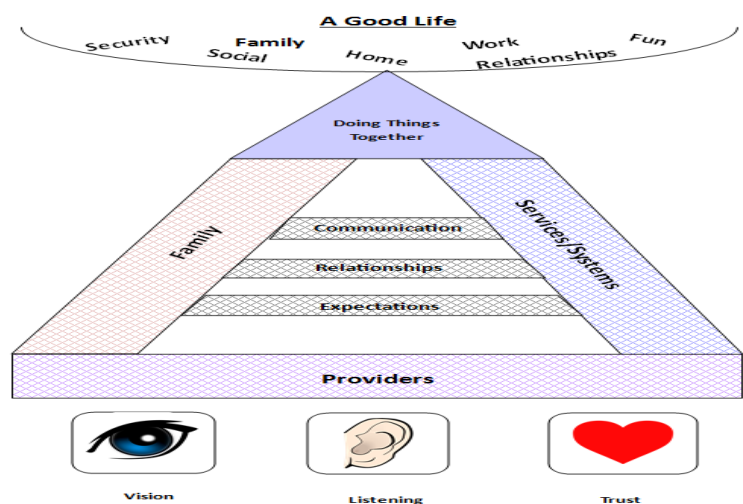 A Good Life
Security Family Work Fun
Social Home Relationships
Doing Things
Together
Family
Services/Systems
Communication
Relationships
Expectations
Providers
Vision Listening Trust